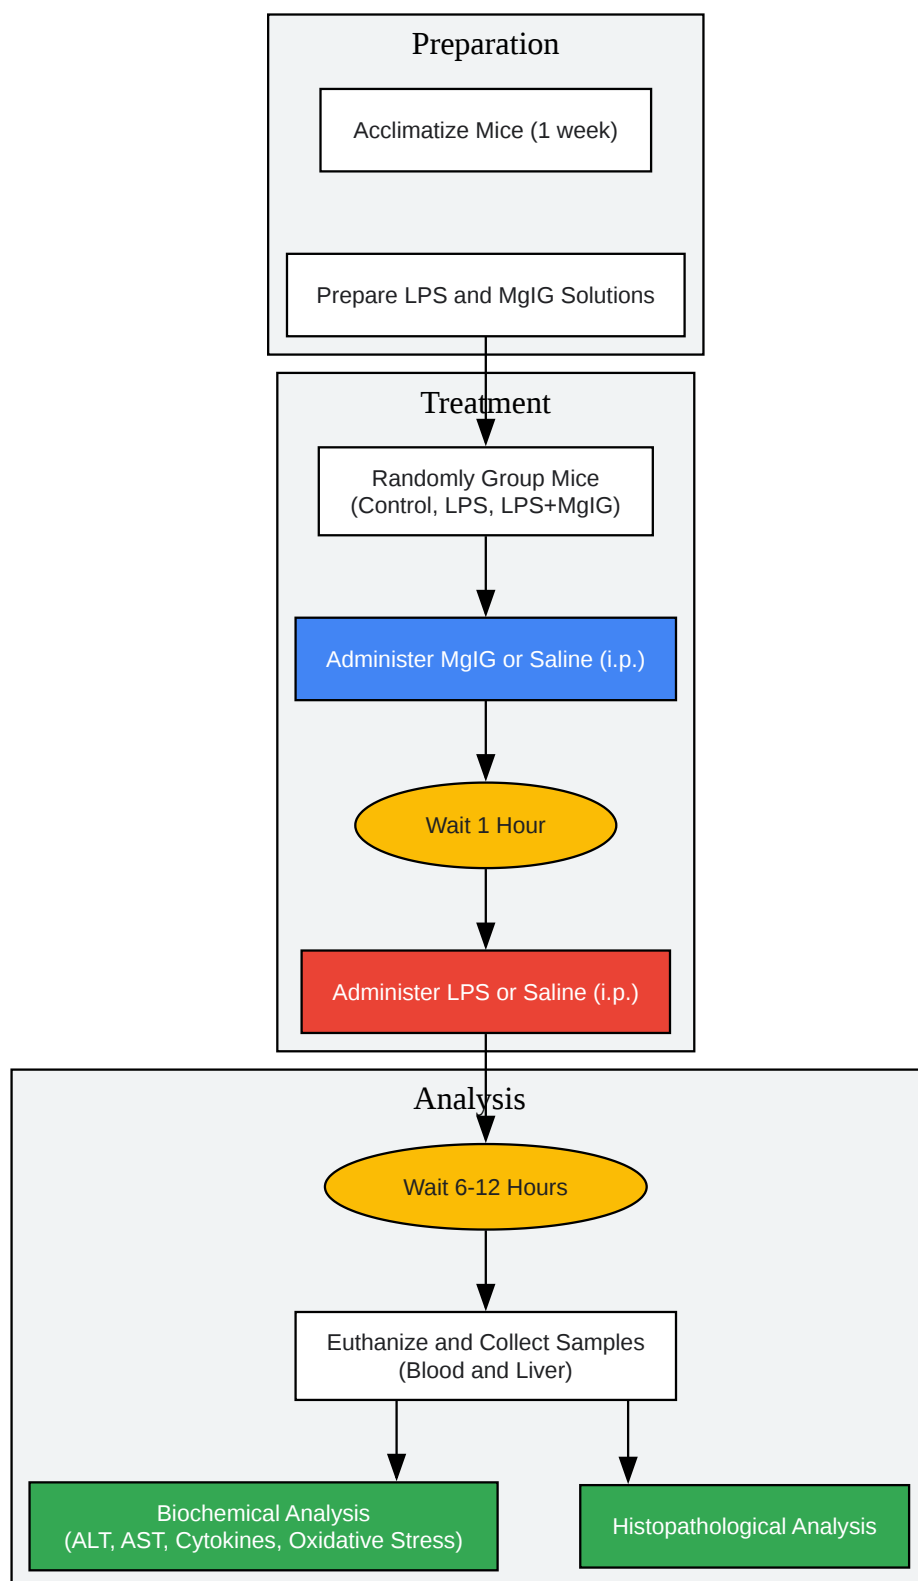 Preparation
Acclimatize Mice (1 week)
Prepare LPS and MgIG Solutions
Treatment
Randomly Group Mice
(Control, LPS, LPS+MgIG)
Administer MgIG or Saline (i.p.)
Wait 1 Hour
Administer LPS or Saline (i.p.)
Analysis
Wait 6-12 Hours
Euthanize and Collect Samples
(Blood and Liver)
Biochemical Analysis
(ALT, AST, Cytokines, Oxidative Stress)
Histopathological Analysis